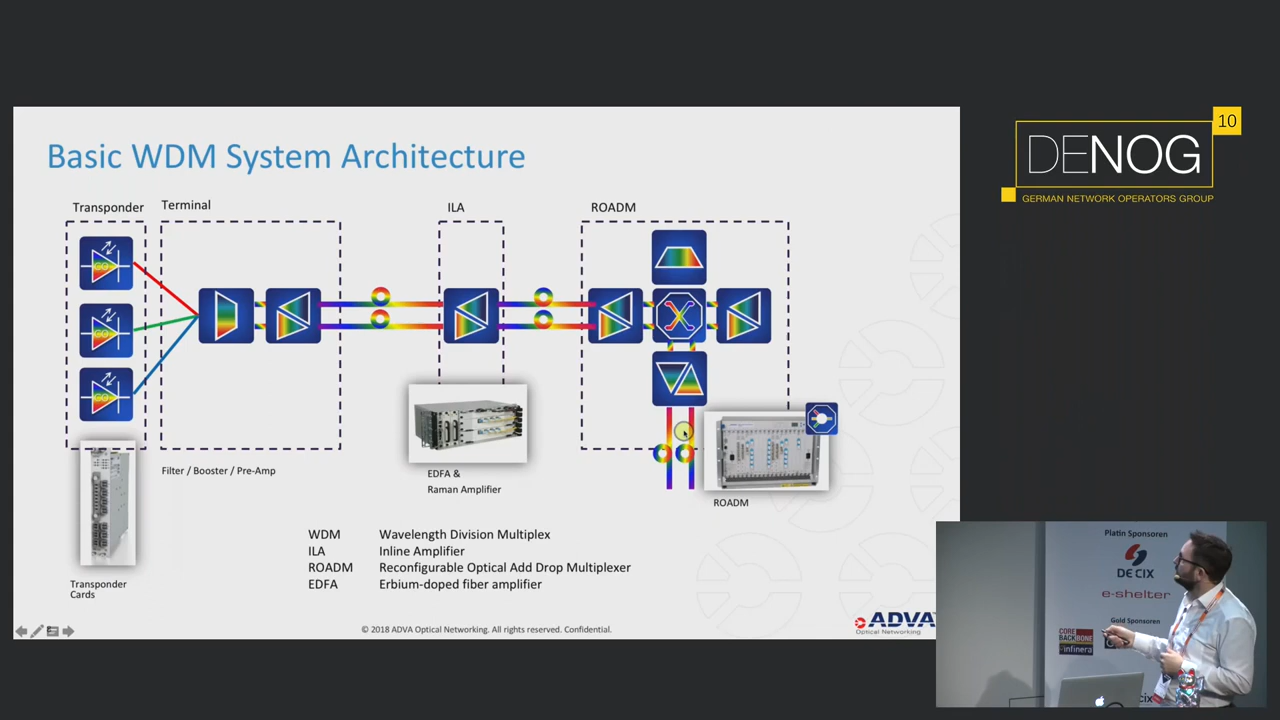 Basic WDM System Architecture
Transponder
Terminal
ILA
ROADM
Filter / Booster / Pre-Amp
EDFA &
Raman Amplifier
ROADM
Transponder
Cards
WDM Wavelength Division Multiplex
ILA Inline Amplifier
ROADM Reconfigurable Optical Add Drop Multiplexer
EDFA Erbium-doped fiber amplifier
© 2018 ADVA Optical Networking. All rights reserved. Confidential.
ADVA
Optical Networking
10
DENOG
GERMAN NETWORK OPERATORS GROUP
Platin Sponsoren
DE CIX
e-shelter
Gold Sponsoren
CORE
BACKBONE
infinera